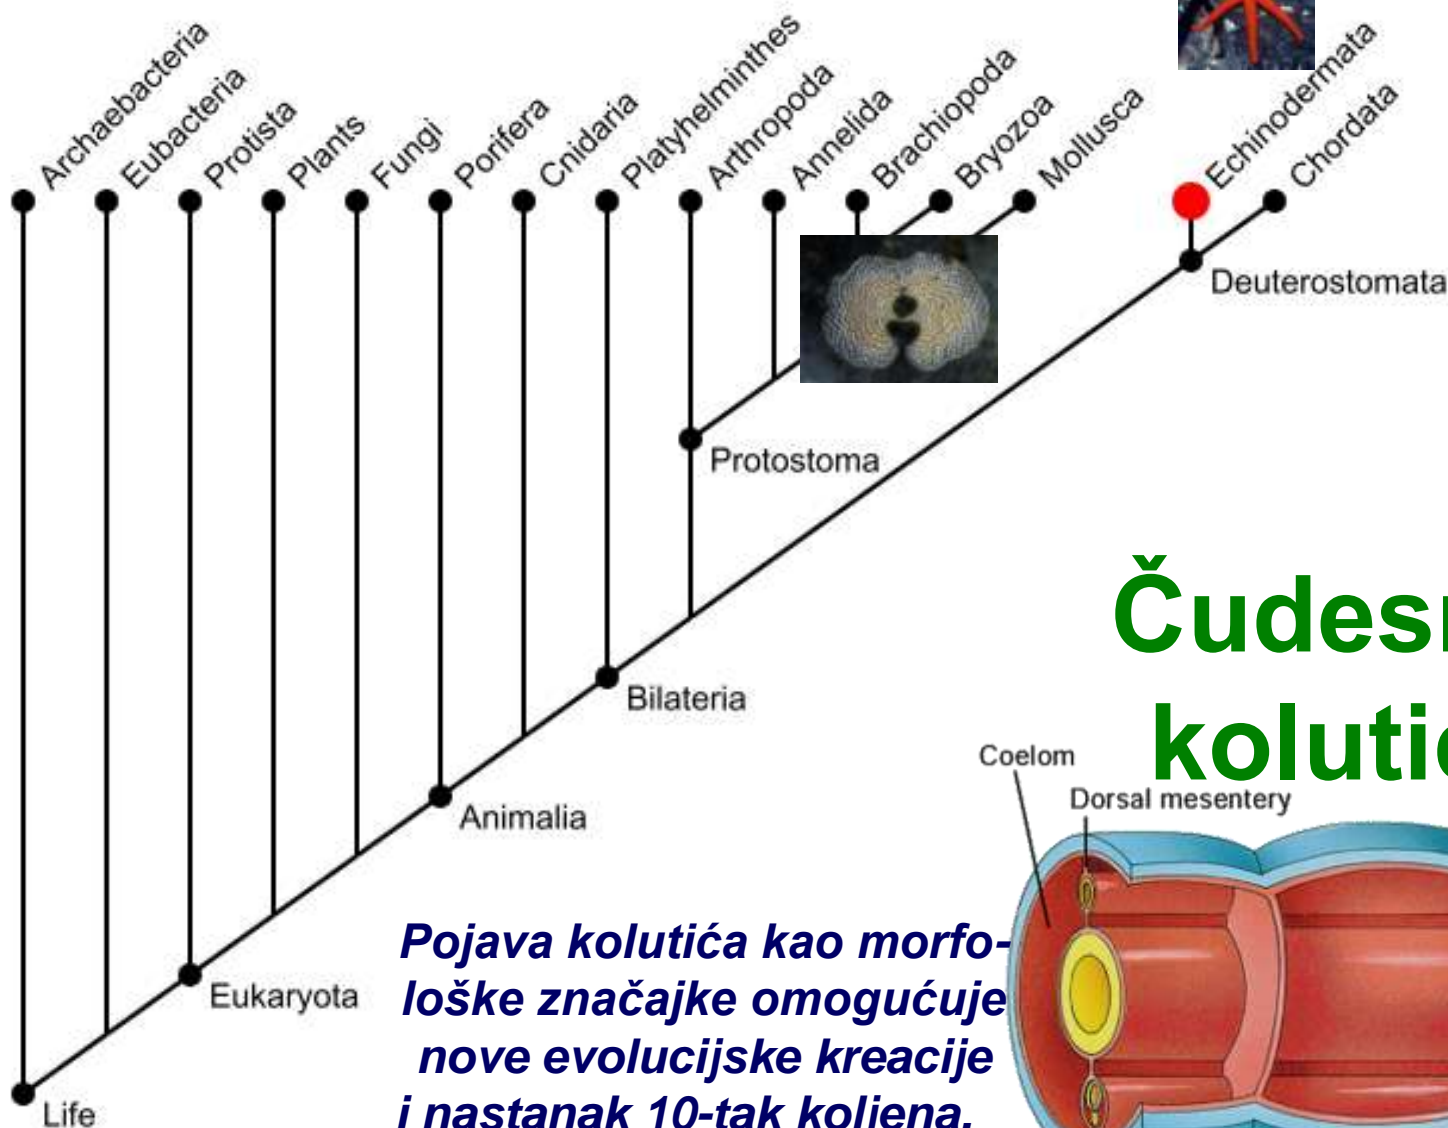 Archaebacteria
Eubacteria
Protista
Plants
Fungi
Porifera
Cnidaria
Platyhelminthes
Arthropoda
Annelida
Brachiopoda
Bryozoa
Mollusca
Echinodermata
Chordata
Deuterostomata
Protostoma
Bilateria
Animalia
Eukaryota
Life
Čudesn
koluti
Coelom
Dorsal mesentery
Pojava kolutića kao morfo-
loške značajke omogućuje
nove evolucijske kreacije
i nastanak 10-tak koljena.